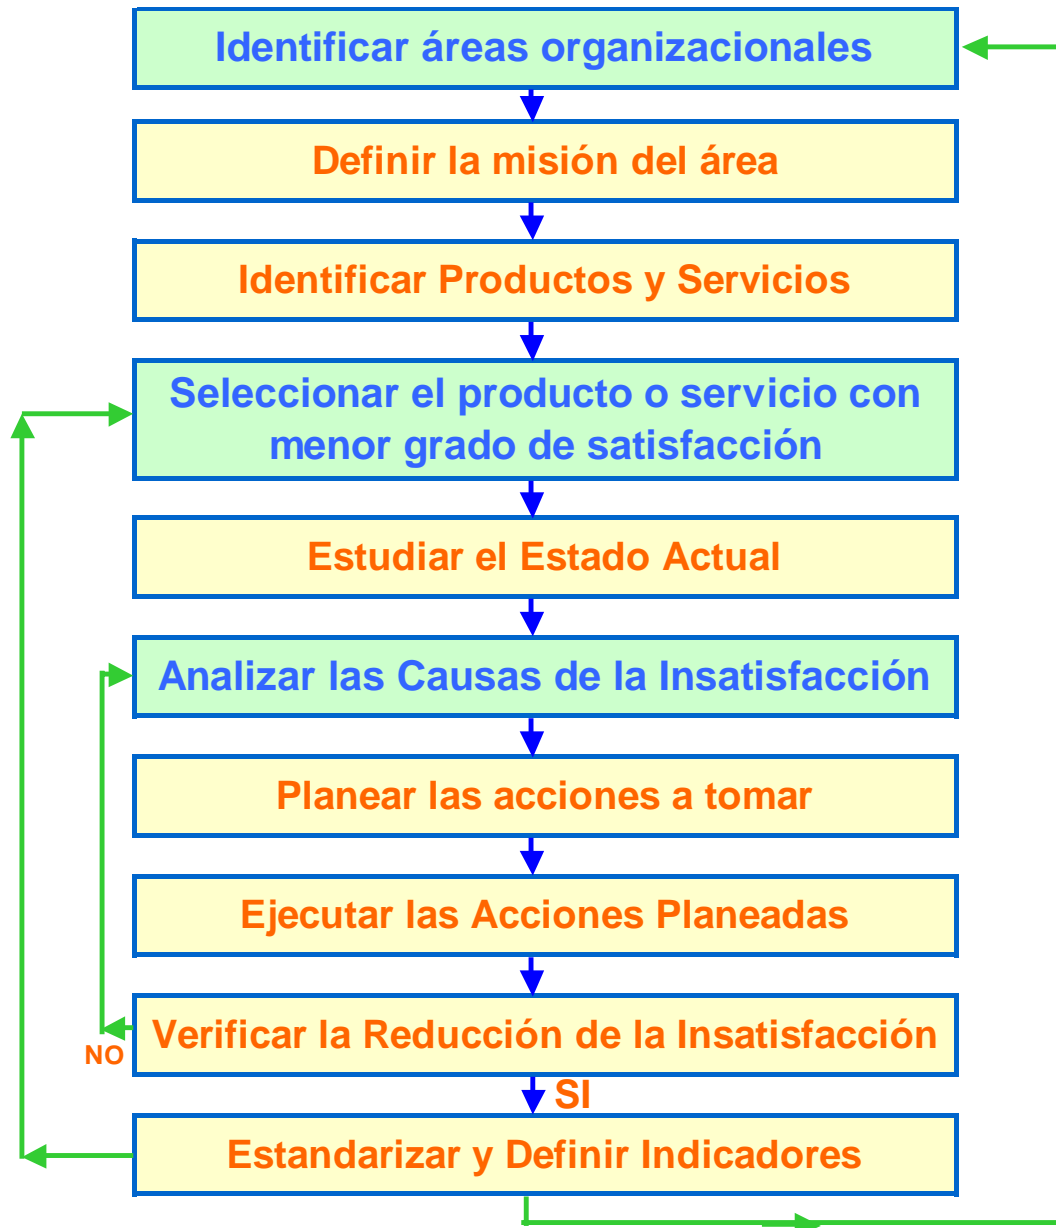 Identificar áreas organizacionales
Definir la misión del área
Identificar Productos y Servicios
Seleccionar el producto o servicio con
menor grado de satisfacción
Estudiar el Estado Actual
Analizar las Causas de la Insatisfacción
Planear las acciones a tomar
Ejecutar las Acciones Planeadas
Verificar la Reducción de la Insatisfacción
NO
SI
Estandarizar y Definir Indicadores